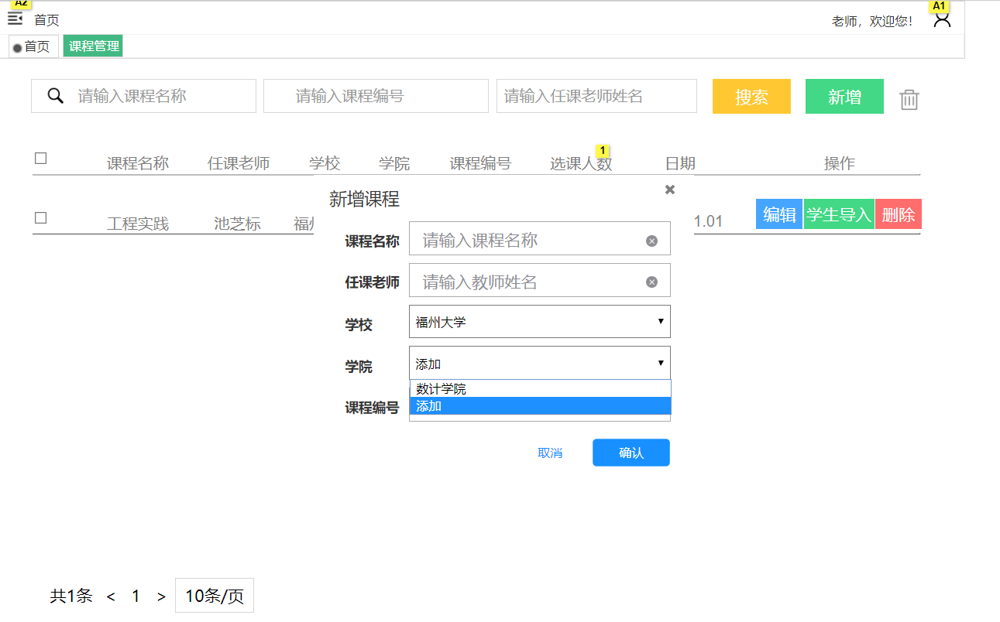 A2
A1
首页
老师，欢迎您!
首页 课程管理
请输入课程名称 请输入课程编号 请输入任课老师姓名 搜索 新增
1
课程名称 任课老师 学校 学院 课程编号 选课人数 日期 操作
新增课程
工程实践 池芝标 福州 1.01 编辑 学生导入 删除
课程名称 请输入课程名称
任课老师 请输入教师姓名
学校 福州大学
学院 添加
数计学院
添加
课程编号
取消 确认
共1条 < 1 > 10条/页